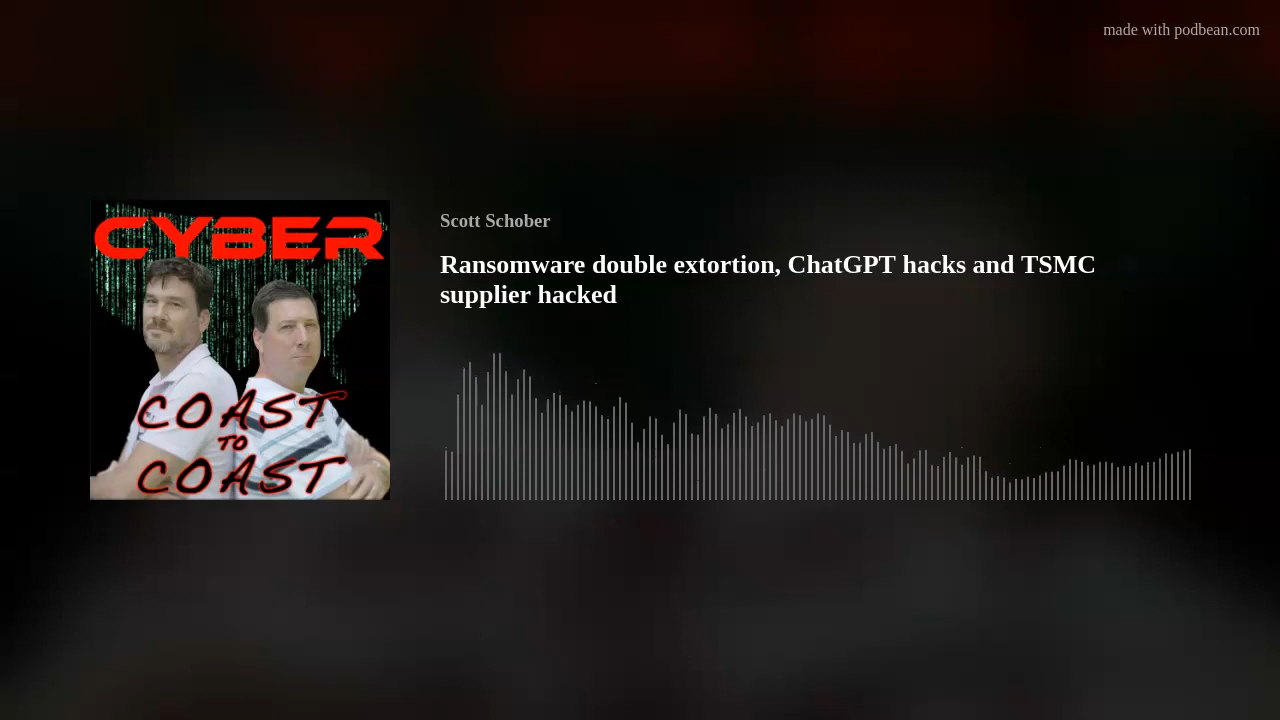 made with podbean.com
CYBER
COAST
TO
COAST
Scott Schober
Ransomware double extortion, ChatGPT hacks and TSMC
supplier hacked